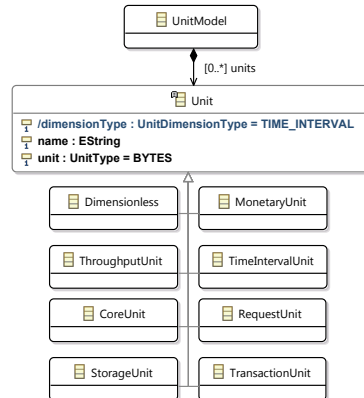 UnitModel
[0..*] units
Unit
/dimensionType : UnitDimensionType = TIME_INTERVAL
name : EString
unit : UnitType = BYTES
Dimensionless MonetaryUnit
ThroughputUnit TimeIntervalUnit
CoreUnit RequestUnit
StorageUnit TransactionUnit